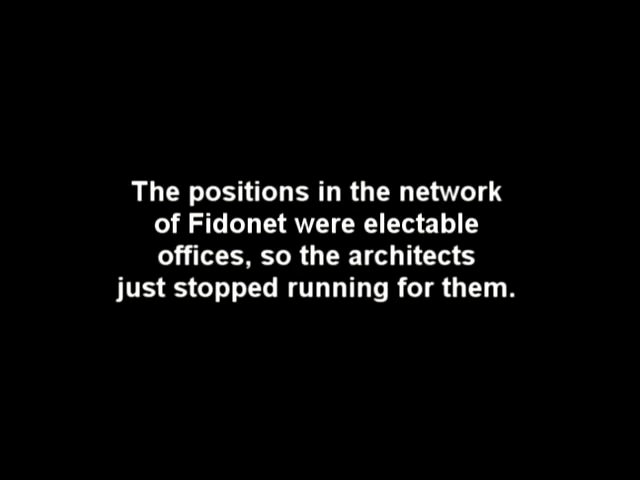 The positions in the network
of Fidonet were electable
offices, so the architects
just stopped running for them.